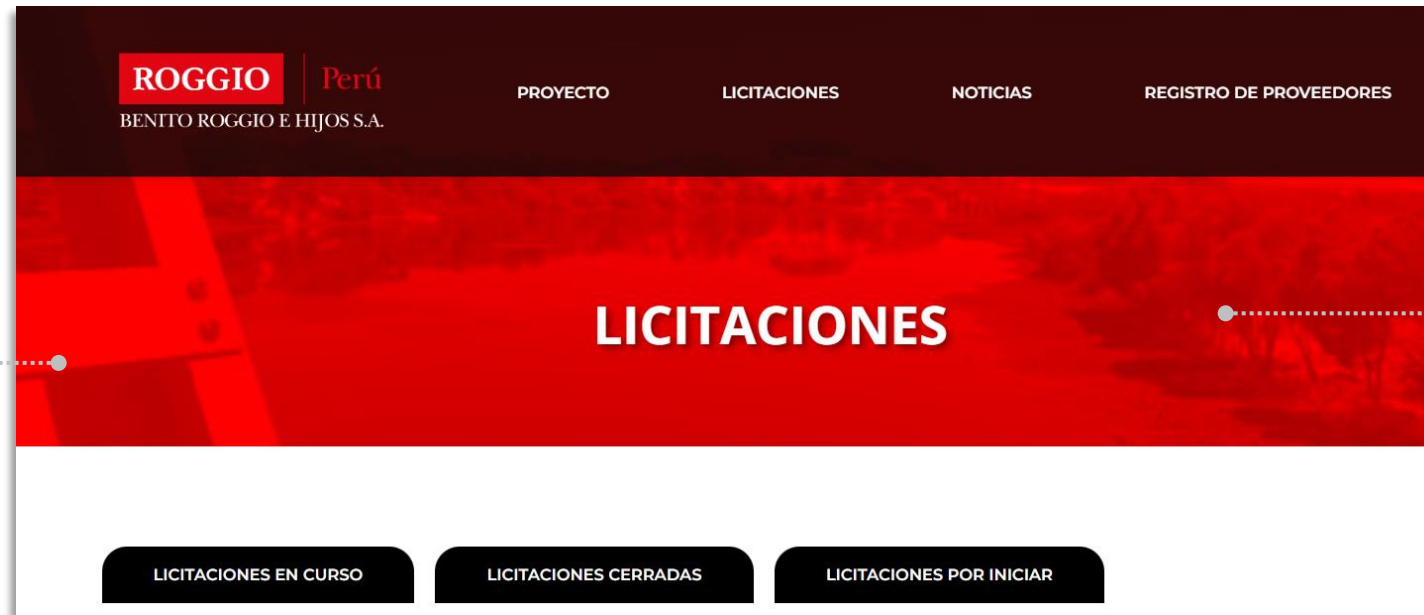 ROGGIO Perú
BENITO ROGGIO E HIJOS S.A.
PROYECTO LICITACIONES NOTICIAS REGISTRO DE PROVEEDORES
LICITACIONES
LICITACIONES EN CURSO LICITACIONES CERRADAS LICITACIONES POR INICIAR